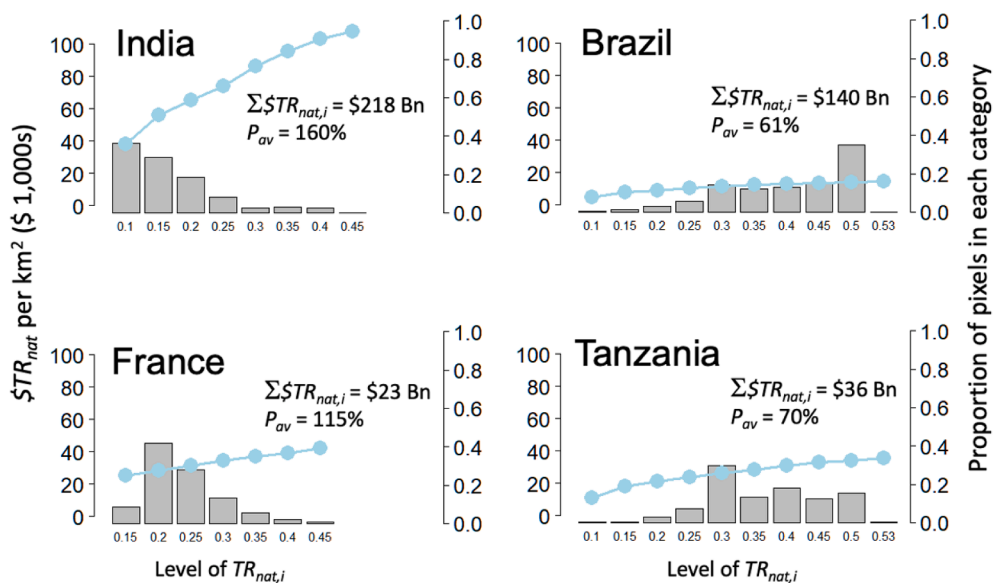 India
Σ$TRnat,i = $218 Bn
Pav = 160%
100
80
60
40
20
0
1.0
0.8
0.6
0.4
0.2
0.0
0.1 0.15 0.2 0.25 0.3 0.35 0.4 0.45
Brazil
ΣTRnat,i = $140 Bn
Pav = 61%
100
80
60
40
20
0
1.0
0.8
0.6
0.4
0.2
0.0
0.1 0.15 0.2 0.25 0.3 0.35 0.4 0.45 0.5 0.53
$TRnat per km² ($ 1,000s)
Proportion of pixels in each category
France
Σ$TRnat,i = $23 Bn
Pav = 115%
100
80
60
40
20
0
1.0
0.8
0.6
0.4
0.2
0.0
0.15 0.2 0.25 0.3 0.35 0.4 0.45
Level of TRnat,i
Tanzania
Σ$TRnat,i = $36 Bn
Pav = 70%
100
80
60
40
20
0
1.0
0.8
0.6
0.4
0.2
0.0
0.1 0.15 0.2 0.25 0.3 0.35 0.4 0.45 0.5 0.53
Level of TRnat,i